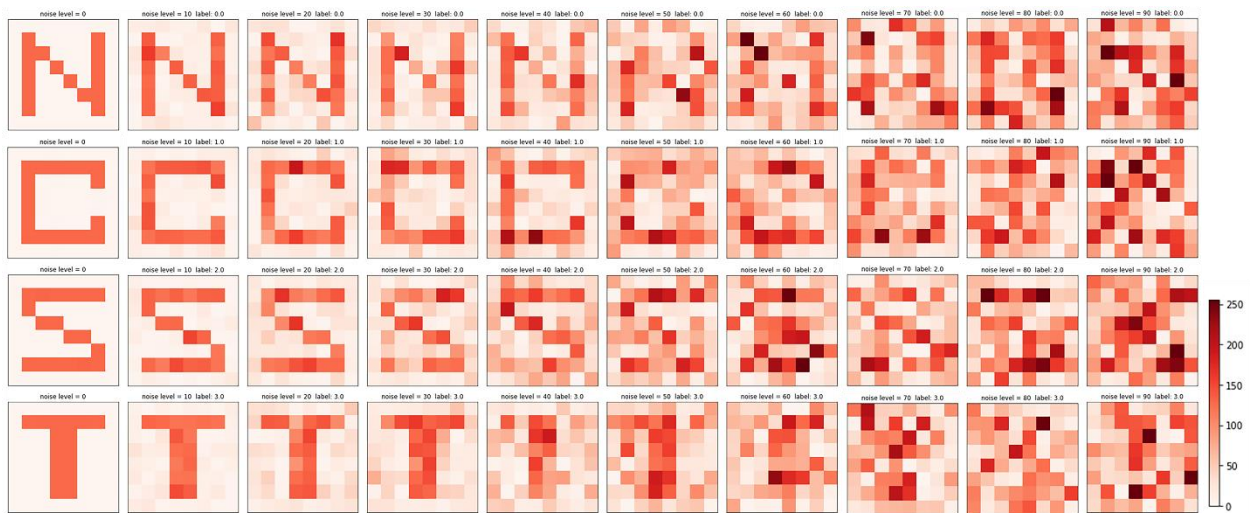 noise level = 0 noise level = 10 label: 0.0 noise level = 20 label: 0.0 noise level = 30 label: 0.0 noise level = 40 label: 0.0 noise level = 50 label: 0.0 noise level = 60 label: 0.0 noise level = 70 label: 0.0 noise level = 80 label: 0.0 noise level = 90 label: 0.0
N N N N N
noise level = 0 noise level = 10 label: 1.0 noise level = 20 label: 1.0 noise level = 30 label: 1.0 noise level = 40 label: 1.0 noise level = 50 label: 1.0 noise level = 60 label: 1.0 noise level = 70 label: 1.0 noise level = 80 label: 1.0 noise level = 90 label: 1.0
C C C C C
noise level = 0 noise level = 10 label: 2.0 noise level = 20 label: 2.0 noise level = 30 label: 2.0 noise level = 40 label: 2.0 noise level = 50 label: 2.0 noise level = 60 label: 2.0 noise level = 70 label: 2.0 noise level = 80 label: 2.0 noise level = 90 label: 2.0
S S S S S
noise level = 0 noise level = 10 label: 3.0 noise level = 20 label: 3.0 noise level = 30 label: 3.0 noise level = 40 label: 3.0 noise level = 50 label: 3.0 noise level = 60 label: 3.0 noise level = 70 label: 3.0 noise level = 80 label: 3.0 noise level = 90 label: 3.0
T T T T T
250
200
150
100
50
0